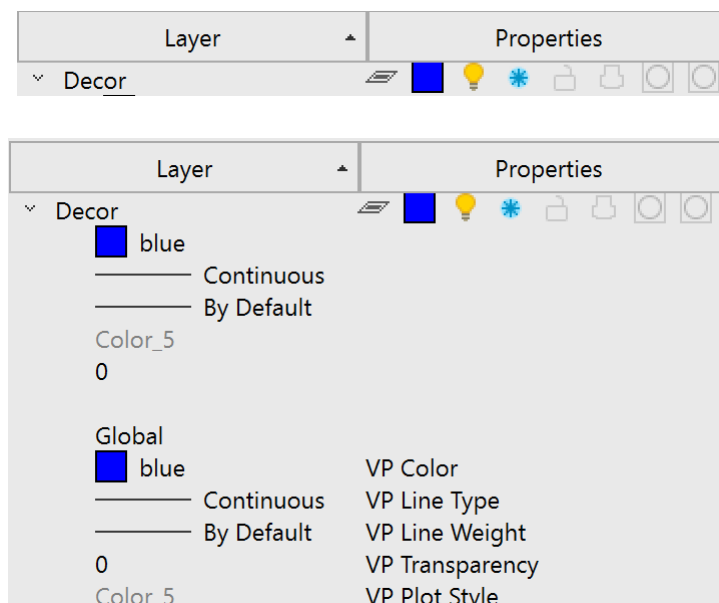 Layer Properties
Decor
Layer Properties
Decor
blue
Continuous
By Default
Color_5
0
Global
blue VP Color
Continuous VP Line Type
By Default VP Line Weight
0 VP Transparency
Color_5 VP Plot Style